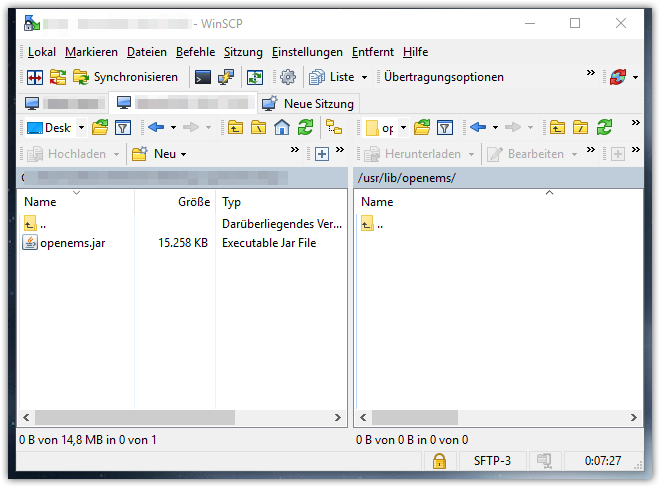 - WinSCP
Lokal Markieren Dateien Befehle Sitzung Einstellungen Entfernt Hilfe
Synchronisieren Liste Übertragungsoptionen »
Neue Sitzung
Desk op »
Hochladen Neu » Herunterladen Bearbeiten »
/usr/lib/openems/
Name Größe Typ Name
.. Darüberliegendes Ver... ..
openems.jar 15.258 KB Executable Jar File
0 B von 14,8 MB in 0 von 1 0 B von 0 B in 0 von 0
SFTP-3 0:07:27